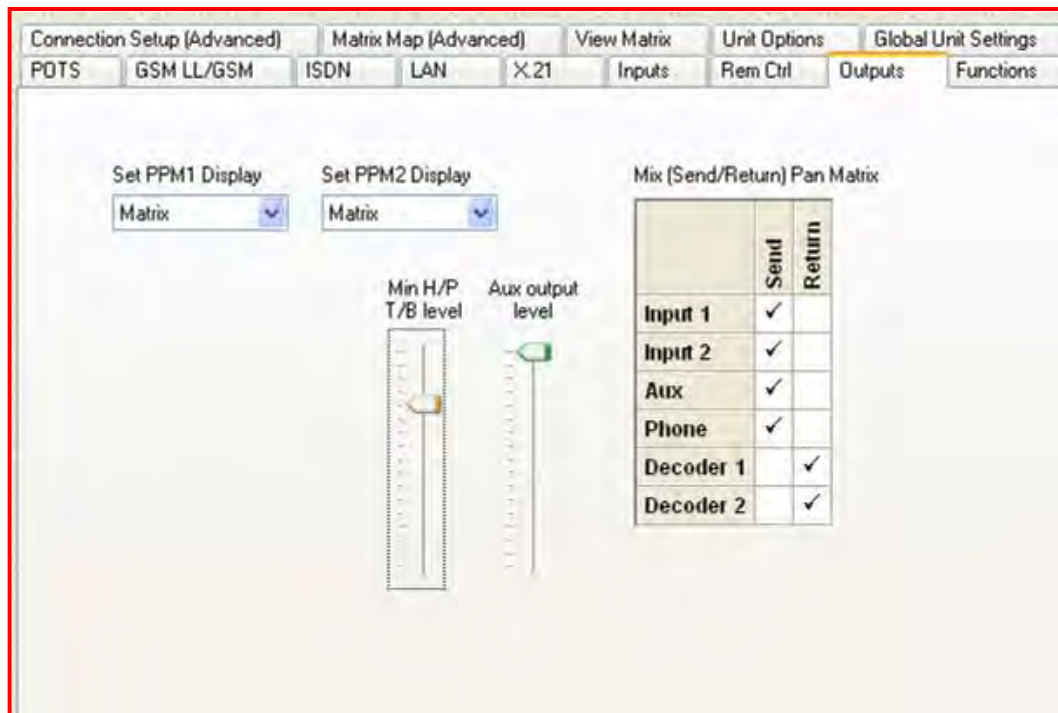 Connection Setup (Advanced) Matrix Map (Advanced) View Matrix Unit Options Global Unit Settings
POTS GSM LL/GSM ISDN LAN X.21 Inputs Rem Ctrl Outputs Functions
Set PPM1 Display Set PPM2 Display Mix (Send/Return) Pan Matrix
Matrix Matrix
Send Return
Min H/P T/B level
Aux output level
Input 1 ✓
Input 2 ✓
Aux ✓
Phone ✓
Decoder 1 ✓
Decoder 2 ✓